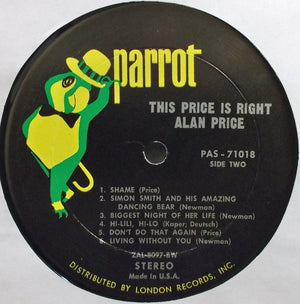 parrot
THIS PRICE IS RIGHT
ALAN PRICE
PAS - 71018
SIDE TWO
1. SHAME (Price)
2. SIMON SMITH AND HIS AMAZING
DANCING BEAR (Newman)
3. BIGGEST NIGHT OF HER LIFE (Newman)
4. HI-LILI, HI-LO (Kaper; Deutsch)
5. DON'T DO THAT AGAIN (Price)
6. LIVING WITHOUT YOU (Newman)
ZAL-8097-BW
STEREO
Made in U.S.A.
DISTRIBUTED BY LONDON RECORDS, INC.